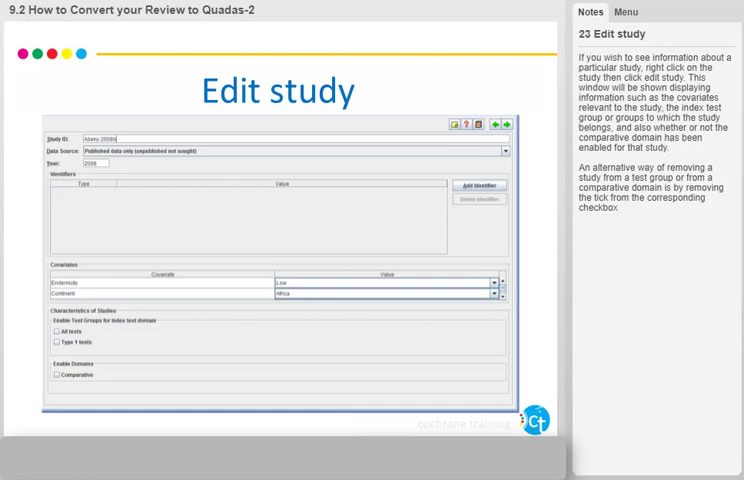 9.2 How to Convert your Review to Quadas-2
Edit study
Study ID: Abeku 2008b
Data Source: Published data only (unpublished not sought)
Year: 2008
Identifiers
Type Value
Add Identifier
Delete Identifier
Covariates
Covariate Value
Endemicity Low
Continent Africa
Characteristics of Studies
Enable Test Groups for Index test domain
All tests
Type 1 tests
Enable Domains
Comparative
cochrane training
ct
Notes Menu
23 Edit study
If you wish to see information about a
particular study, right click on the
study then click edit study. This
window will be shown displaying
information such as the covariates
relevant to the study, the index test
group or groups to which the study
belongs, and also whether or not the
comparative domain has been
enabled for that study.
An alternative way of removing a
study from a test group or from a
comparative domain is by removing
the tick from the corresponding
checkbox